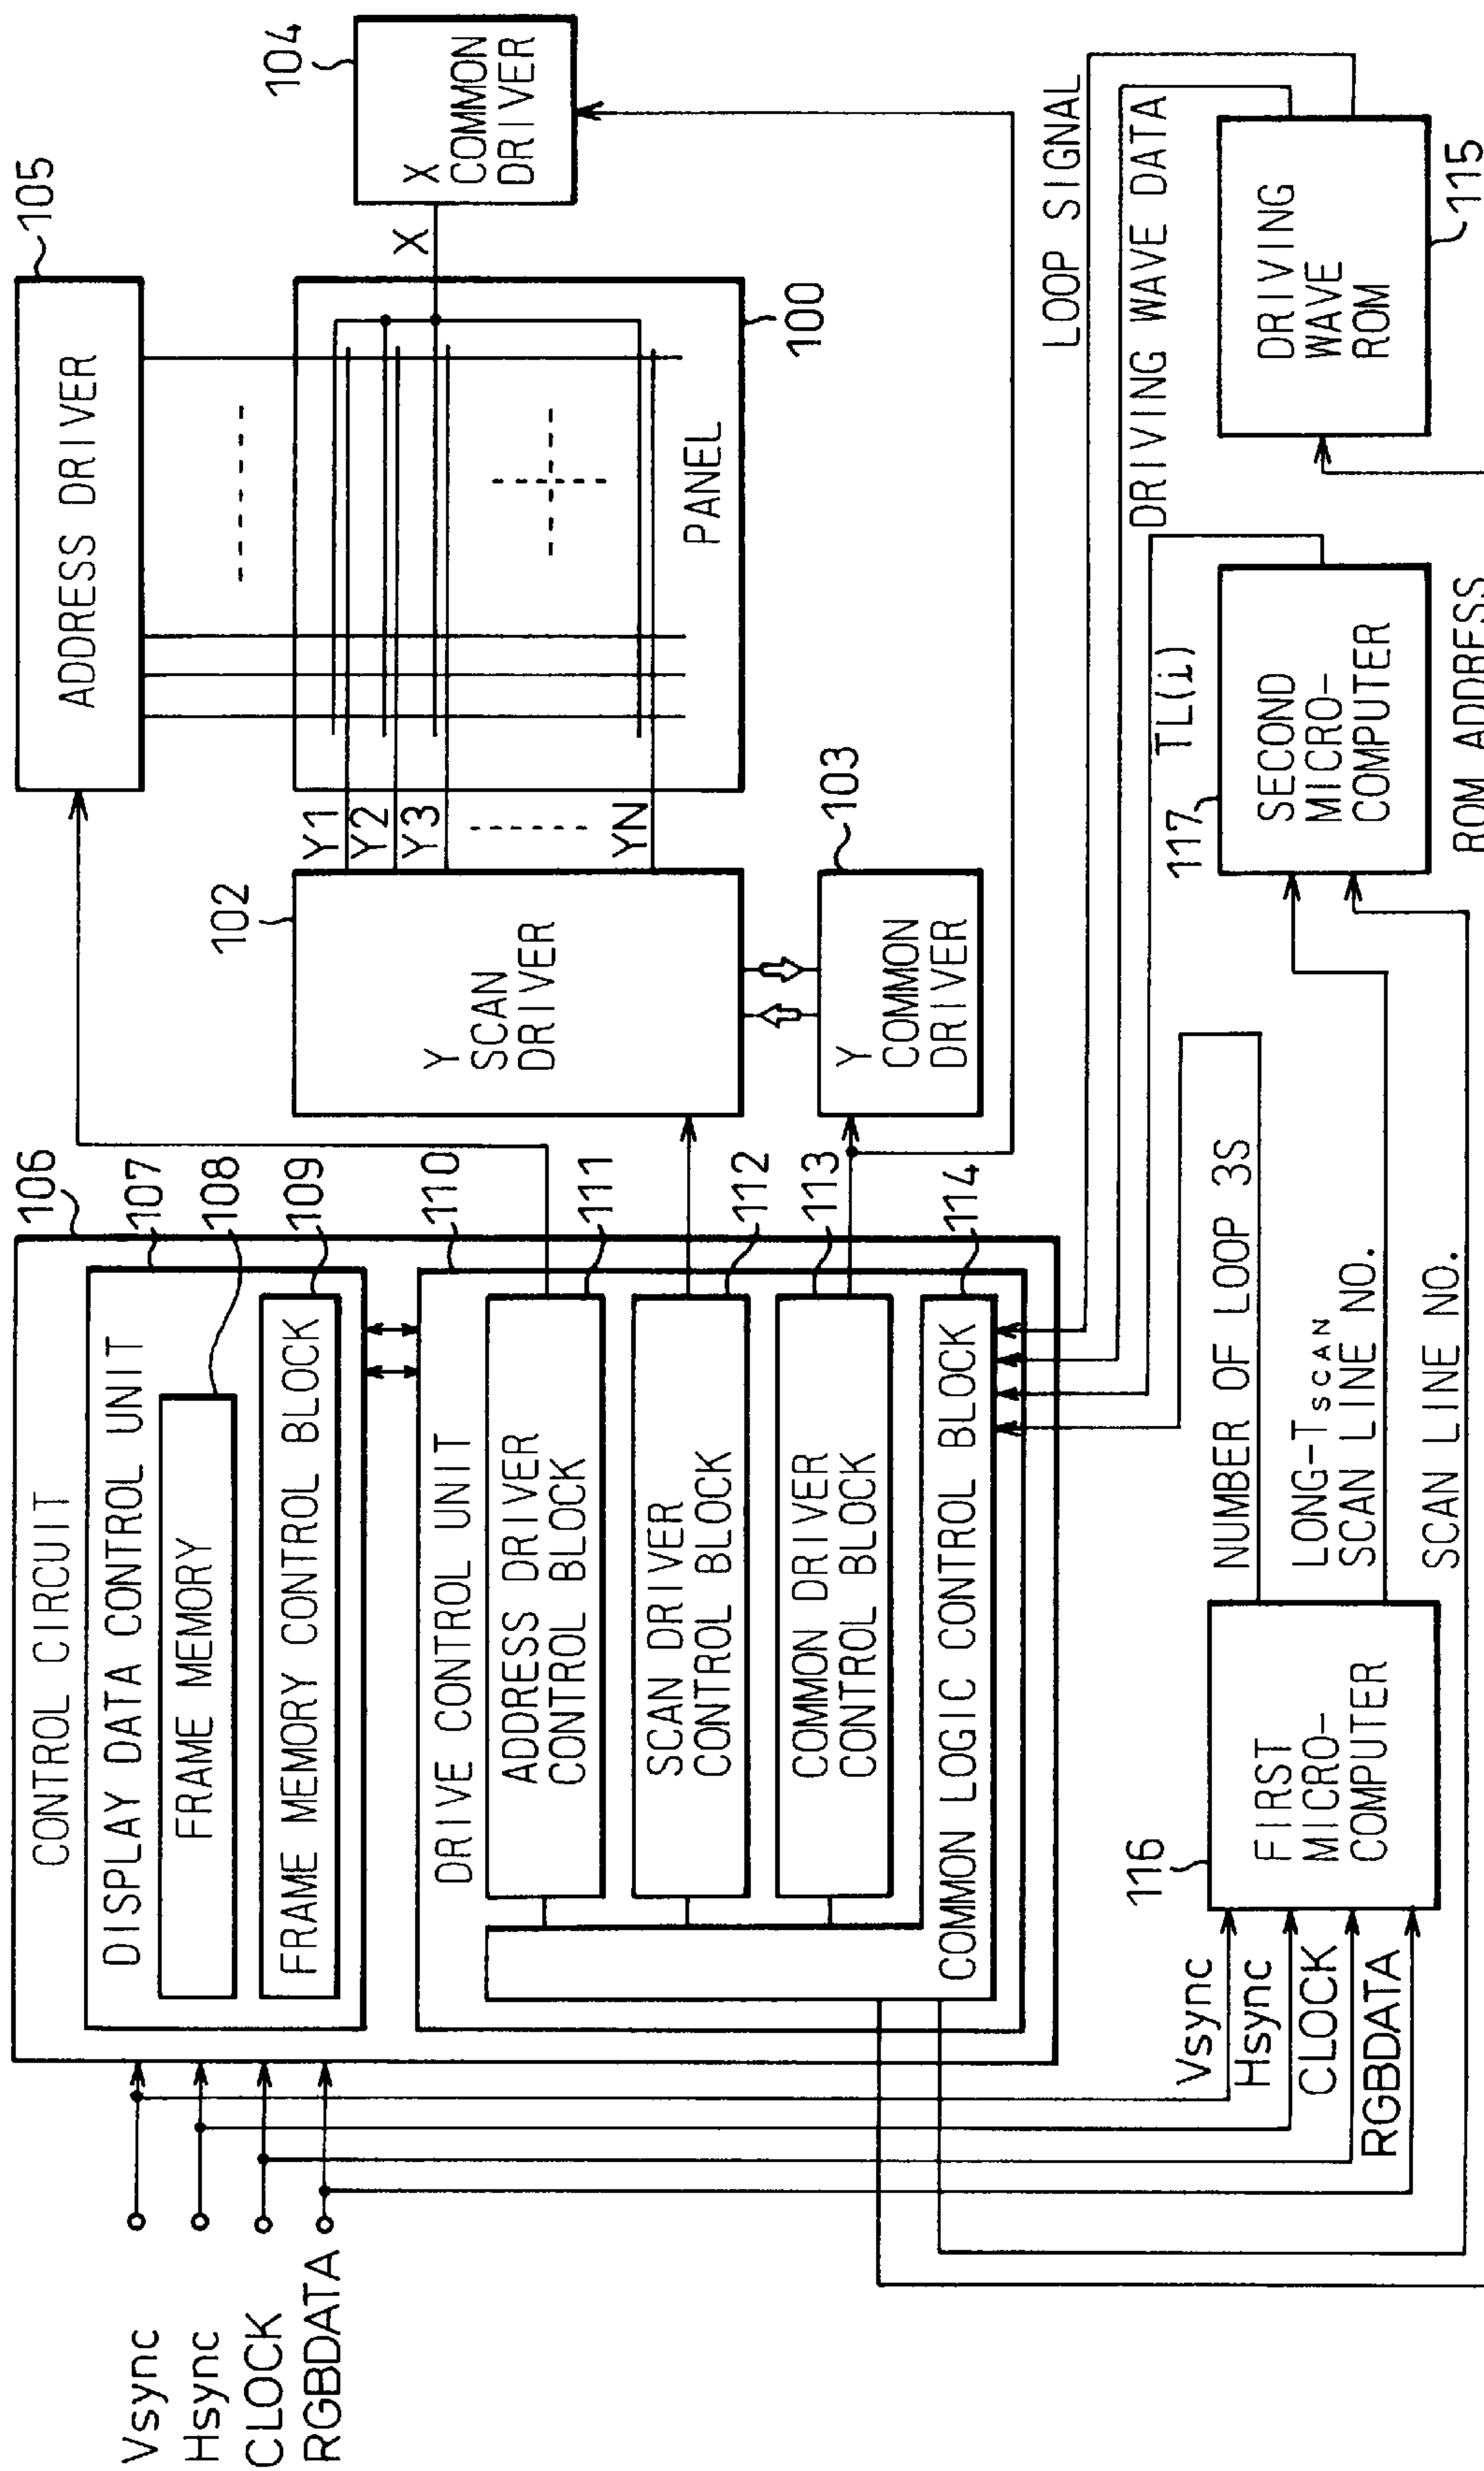 Vsync
Hsync
CLOCK
RGBDATA
106
CONTROL CIRCUIT
107
DISPLAY DATA CONTROL UNIT
108
FRAME MEMORY
109
FRAME MEMORY CONTROL BLOCK
110
DRIVE CONTROL UNIT
111
ADDRESS DRIVER
CONTROL BLOCK
112
SCAN DRIVER
CONTROL BLOCK
113
COMMON DRIVER
CONTROL BLOCK
114
COMMON LOGIC CONTROL BLOCK
105
ADDRESS DRIVER
102
Y
SCAN
DRIVER
103
Y
COMMON
DRIVER
Y1
Y2
Y3
YN
PANEL
100
X
104
X
COMMON
DRIVER
LOOP SIGNAL
DRIVING WAVE DATA
TL(i)
NUMBER OF LOOP 3S
LONG-TSCAN
SCAN LINE NO.
SCAN LINE NO.
ROM ADDRESS
Vsync
Hsync
CLOCK
RGBDATA
116
FIRST
MICRO-
COMPUTER
117
SECOND
MICRO-
COMPUTER
DRIVING
WAVE
ROM
115